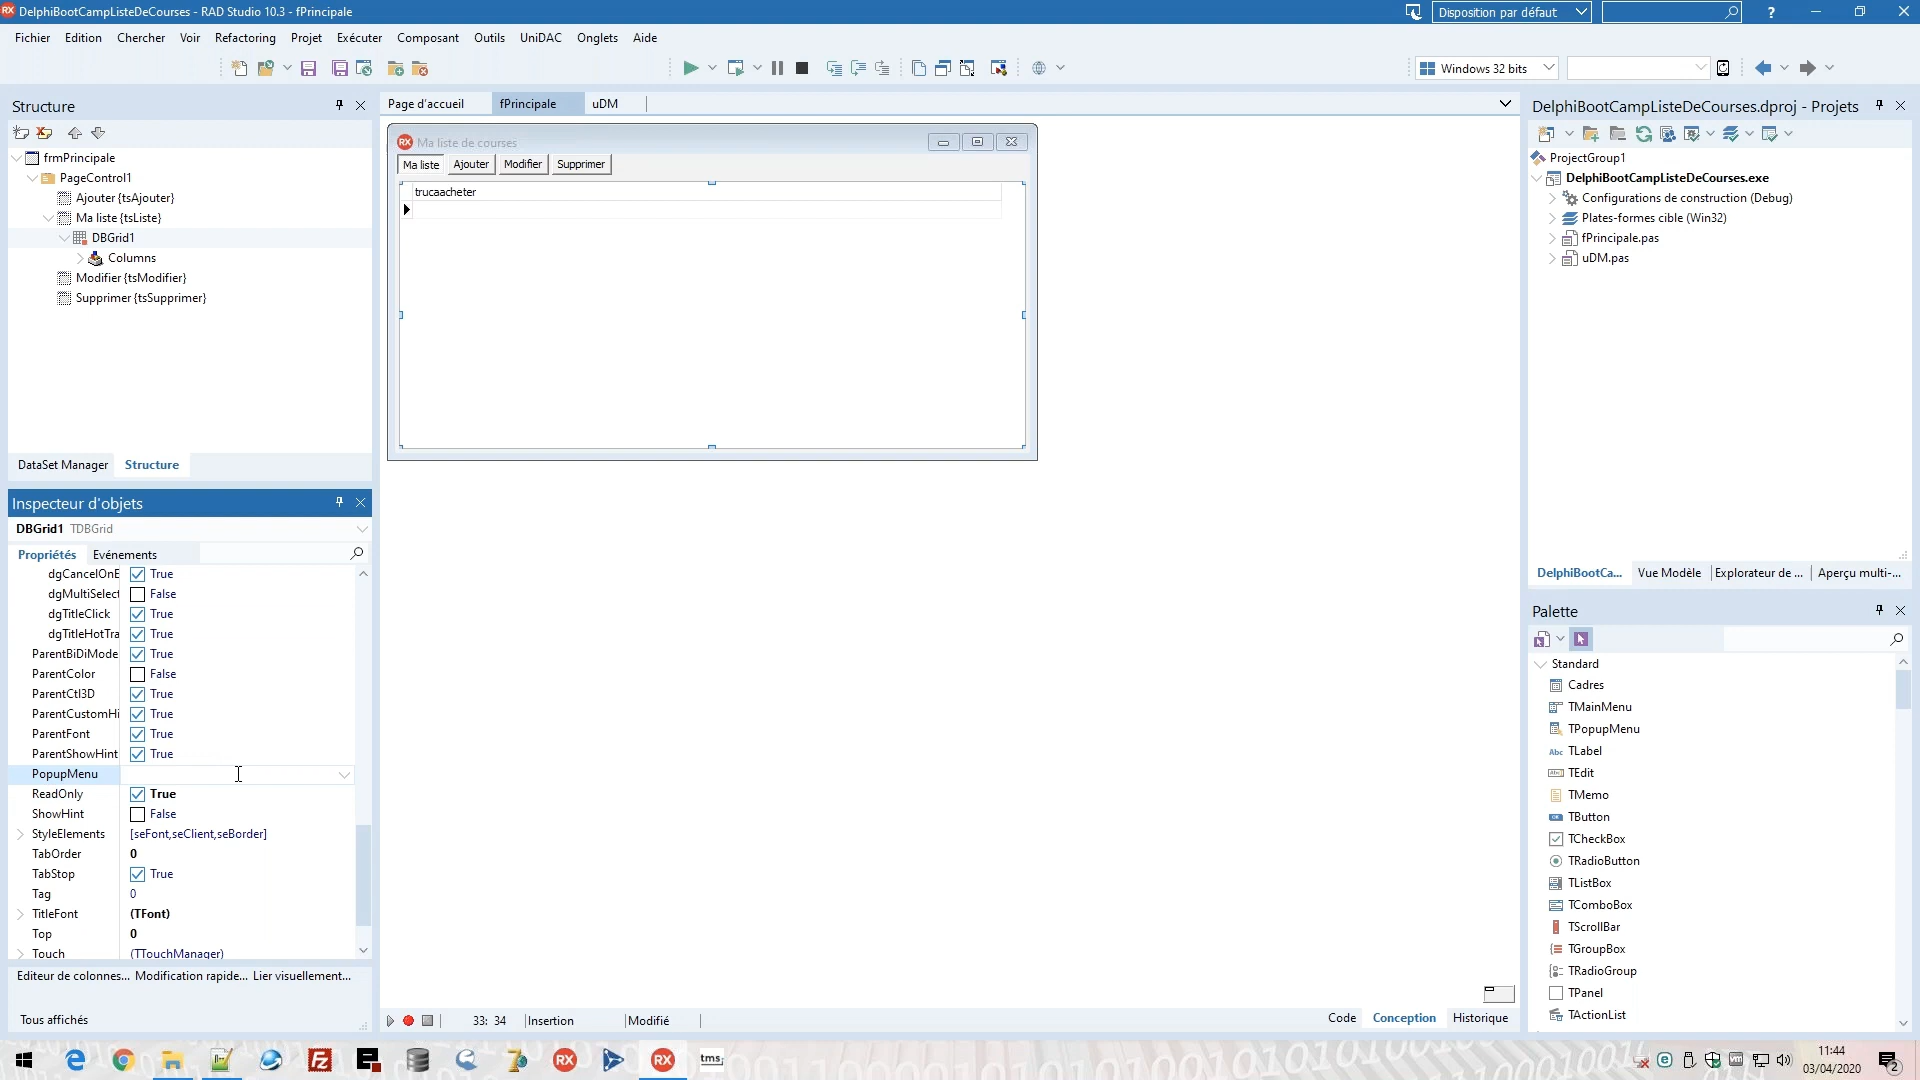 DelphiBootCampListeDeCourses - RAD Studio 10.3 - fPrincipale
Disposition par défaut
?
Fichier Edition Chercher Voir Refactoring Projet Exécuter Composant Outils UniDAC Onglets Aide
Windows 32 bits
Structure
frmPrincipale
PageControl1
Ajouter {tsAjouter}
Ma liste {tsListe}
DBGrid1
Columns
Modifier {tsModifier}
Supprimer {tsSupprimer}
DataSet Manager Structure
Inspecteur d'objets
DBGrid1 TDBGrid
Propriétés Evénements
dgCancelOnE True
dgMultiSelect False
dgTitleClick True
dgTitleHotTra True
ParentBiDiMode True
ParentColor False
ParentCtl3D True
ParentCustomHi True
ParentFont True
ParentShowHint True
PopupMenu
ReadOnly True
ShowHint False
StyleElements [seFont,seClient,seBorder]
TabOrder 0
TabStop True
Tag 0
TitleFont (TFont)
Top 0
Touch (TTouchManager)
Editeur de colonnes... Modification rapide... Lier visuellement...
Tous affichés
Page d'accueil fPrincipale uDM
Ma liste de courses
Ma liste Ajouter Modifier Supprimer
trucaacheter
33: 34 Insertion Modifié
Code Conception Historique
DelphiBootCampListeDeCourses.dproj - Projets
ProjectGroup1
DelphiBootCampListeDeCourses.exe
Configurations de construction (Debug)
Plates-formes cible (Win32)
fPrincipale.pas
uDM.pas
DelphiBootCa... Vue Modèle Explorateur de ... Aperçu multi-...
Palette
Standard
Cadres
TMainMenu
TPopupMenu
TLabel
TEdit
TMemo
TButton
TCheckBox
TRadioButton
TListBox
TComboBox
TScrollBar
TGroupBox
TRadioGroup
TPanel
TActionList
tms
11:44
03/04/2020
2